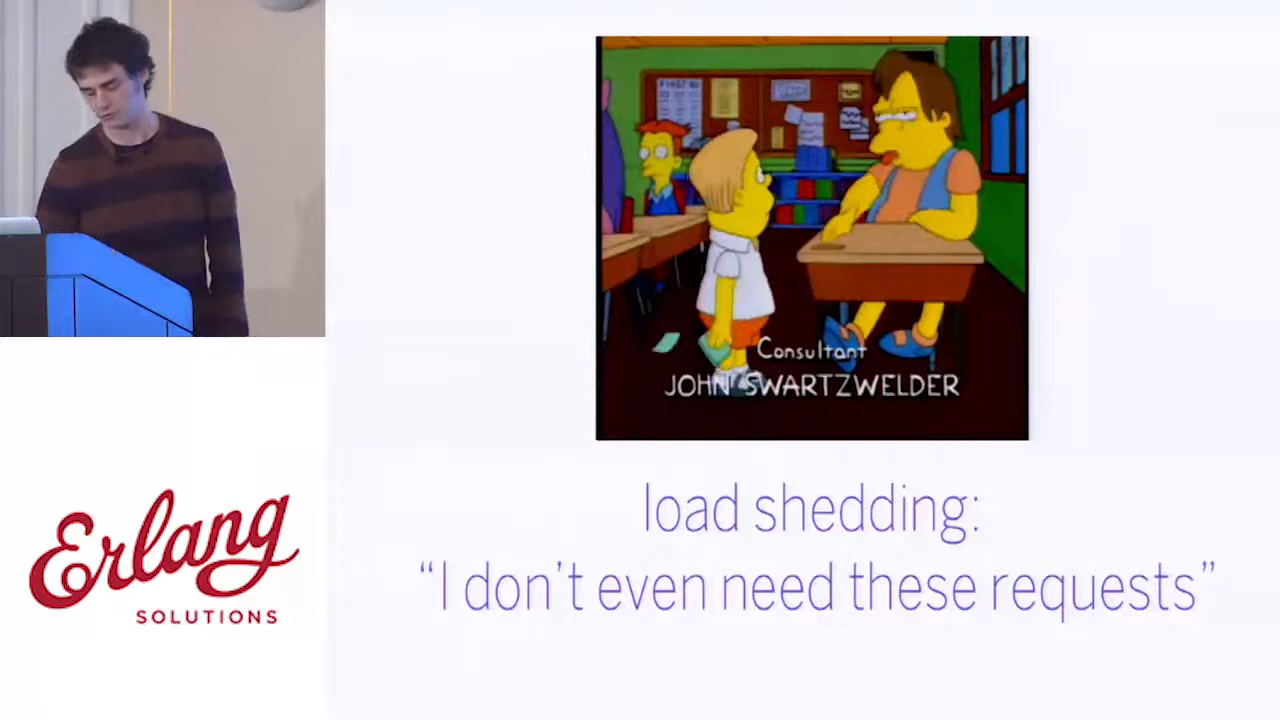 Consultant
JOHN SWARTZWELDER
load shedding:
“I don’t even need these requests”
Erlang
SOLUTIONS